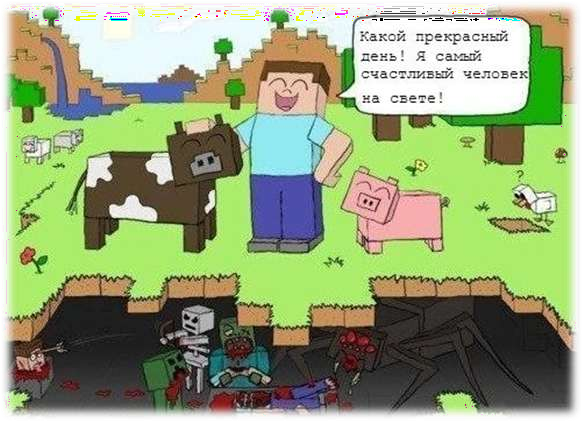 Какой прекрасный
день! Я самый
счастливый человек
на свете!
?